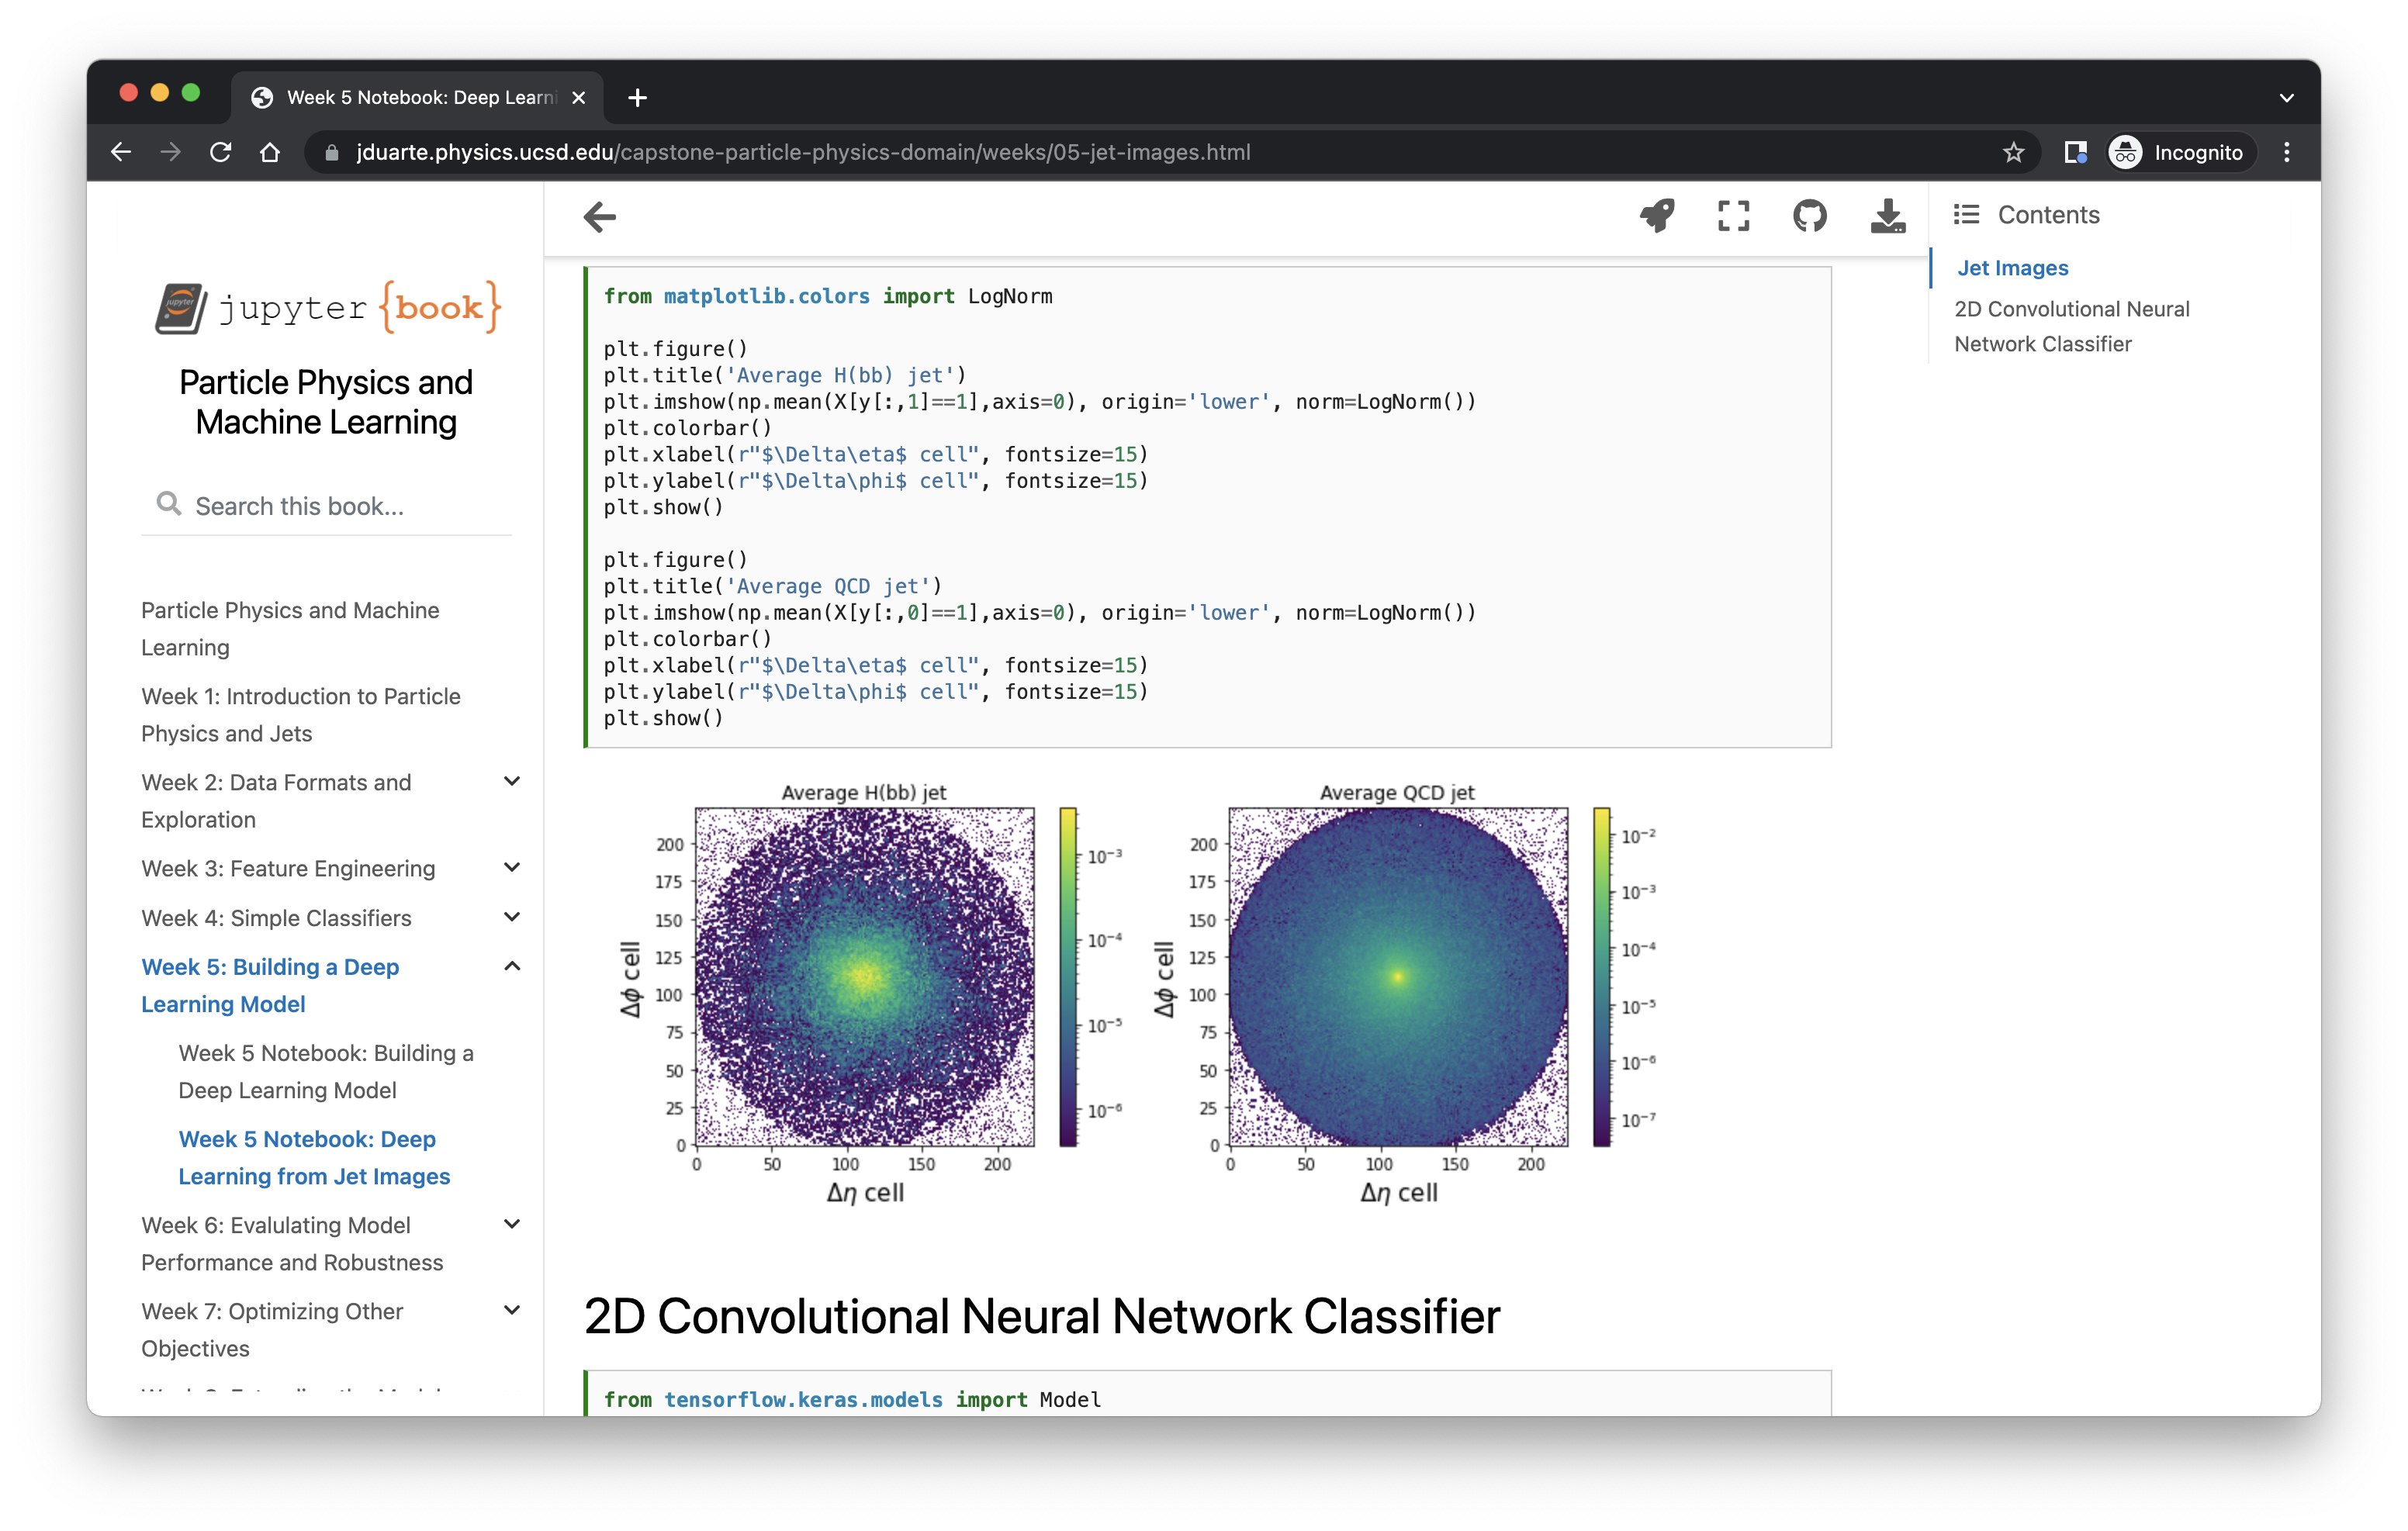 Week 5 Notebook: Deep Learni
jduarte.physics.ucsd.edu/capstone-particle-physics-domain/weeks/05-jet-images.html
Incognito
jupyter
jupyter {book}
Particle Physics and
Machine Learning
Search this book...
Particle Physics and Machine
Learning
Week 1: Introduction to Particle
Physics and Jets
Week 2: Data Formats and
Exploration
Week 3: Feature Engineering
Week 4: Simple Classifiers
Week 5: Building a Deep
Learning Model
Week 5 Notebook: Building a
Deep Learning Model
Week 5 Notebook: Deep
Learning from Jet Images
Week 6: Evalulating Model
Performance and Robustness
Week 7: Optimizing Other
Objectives
from matplotlib.colors import LogNorm
plt.figure()
plt.title('Average H(bb) jet')
plt.imshow(np.mean(X[y[:,1]==1],axis=0), origin='lower', norm=LogNorm())
plt.colorbar()
plt.xlabel(r"$\Delta\eta$ cell", fontsize=15)
plt.ylabel(r"$\Delta\phi$ cell", fontsize=15)
plt.show()
plt.figure()
plt.title('Average QCD jet')
plt.imshow(np.mean(X[y[:,0]==1],axis=0), origin='lower', norm=LogNorm())
plt.colorbar()
plt.xlabel(r"$\Delta\eta$ cell", fontsize=15)
plt.ylabel(r"$\Delta\phi$ cell", fontsize=15)
plt.show()
Average H(bb) jet
200
175
150
125
100
75
50
25
0
Δϕ cell
0 50 100 150 200
Δη cell
10⁻³
10⁻⁴
10⁻⁵
10⁻⁶
Average QCD jet
200
175
150
125
100
75
50
25
0
Δϕ cell
0 50 100 150 200
Δη cell
10⁻²
10⁻³
10⁻⁴
10⁻⁵
10⁻⁶
10⁻⁷
2D Convolutional Neural Network Classifier
from tensorflow.keras.models import Model
Contents
Jet Images
2D Convolutional Neural
Network Classifier